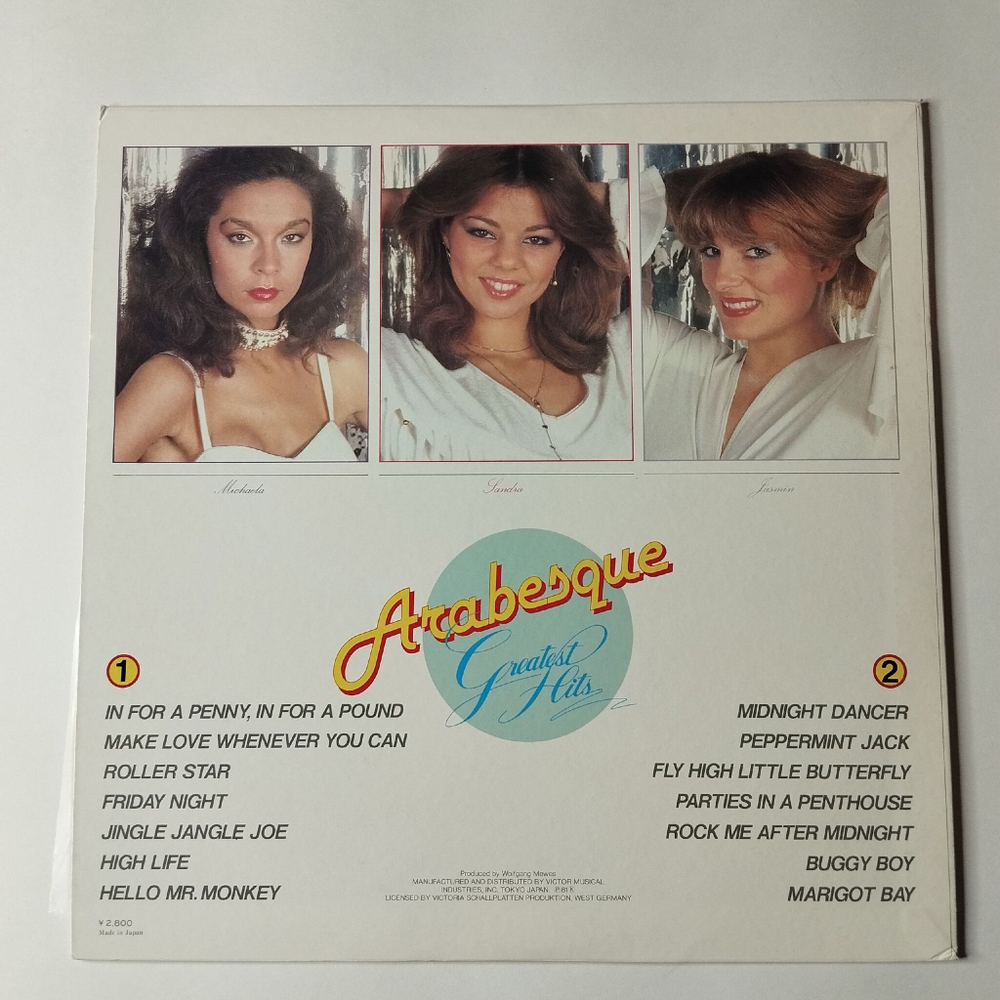 Michaela
Sandra
Jasmin
Arabesque
Greatest
Hits
1
IN FOR A PENNY, IN FOR A POUND
MAKE LOVE WHENEVER YOU CAN
ROLLER STAR
FRIDAY NIGHT
JINGLE JANGLE JOE
HIGH LIFE
HELLO MR. MONKEY
2
MIDNIGHT DANCER
PEPPERMINT JACK
FLY HIGH LITTLE BUTTERFLY
PARTIES IN A PENTHOUSE
ROCK ME AFTER MIDNIGHT
BUGGY BOY
MARIGOT BAY
Produced by Wolfgang Mewes
MANUFACTURED AND DISTRIBUTED BY VICTOR MUSICAL
INDUSTRIES, INC. TOKYO JAPAN. ℗81
LICENSED BY VICTORIA SCHALLPLATTEN PRODUKTION, WEST GERMANY
¥2,800
Made in Japan